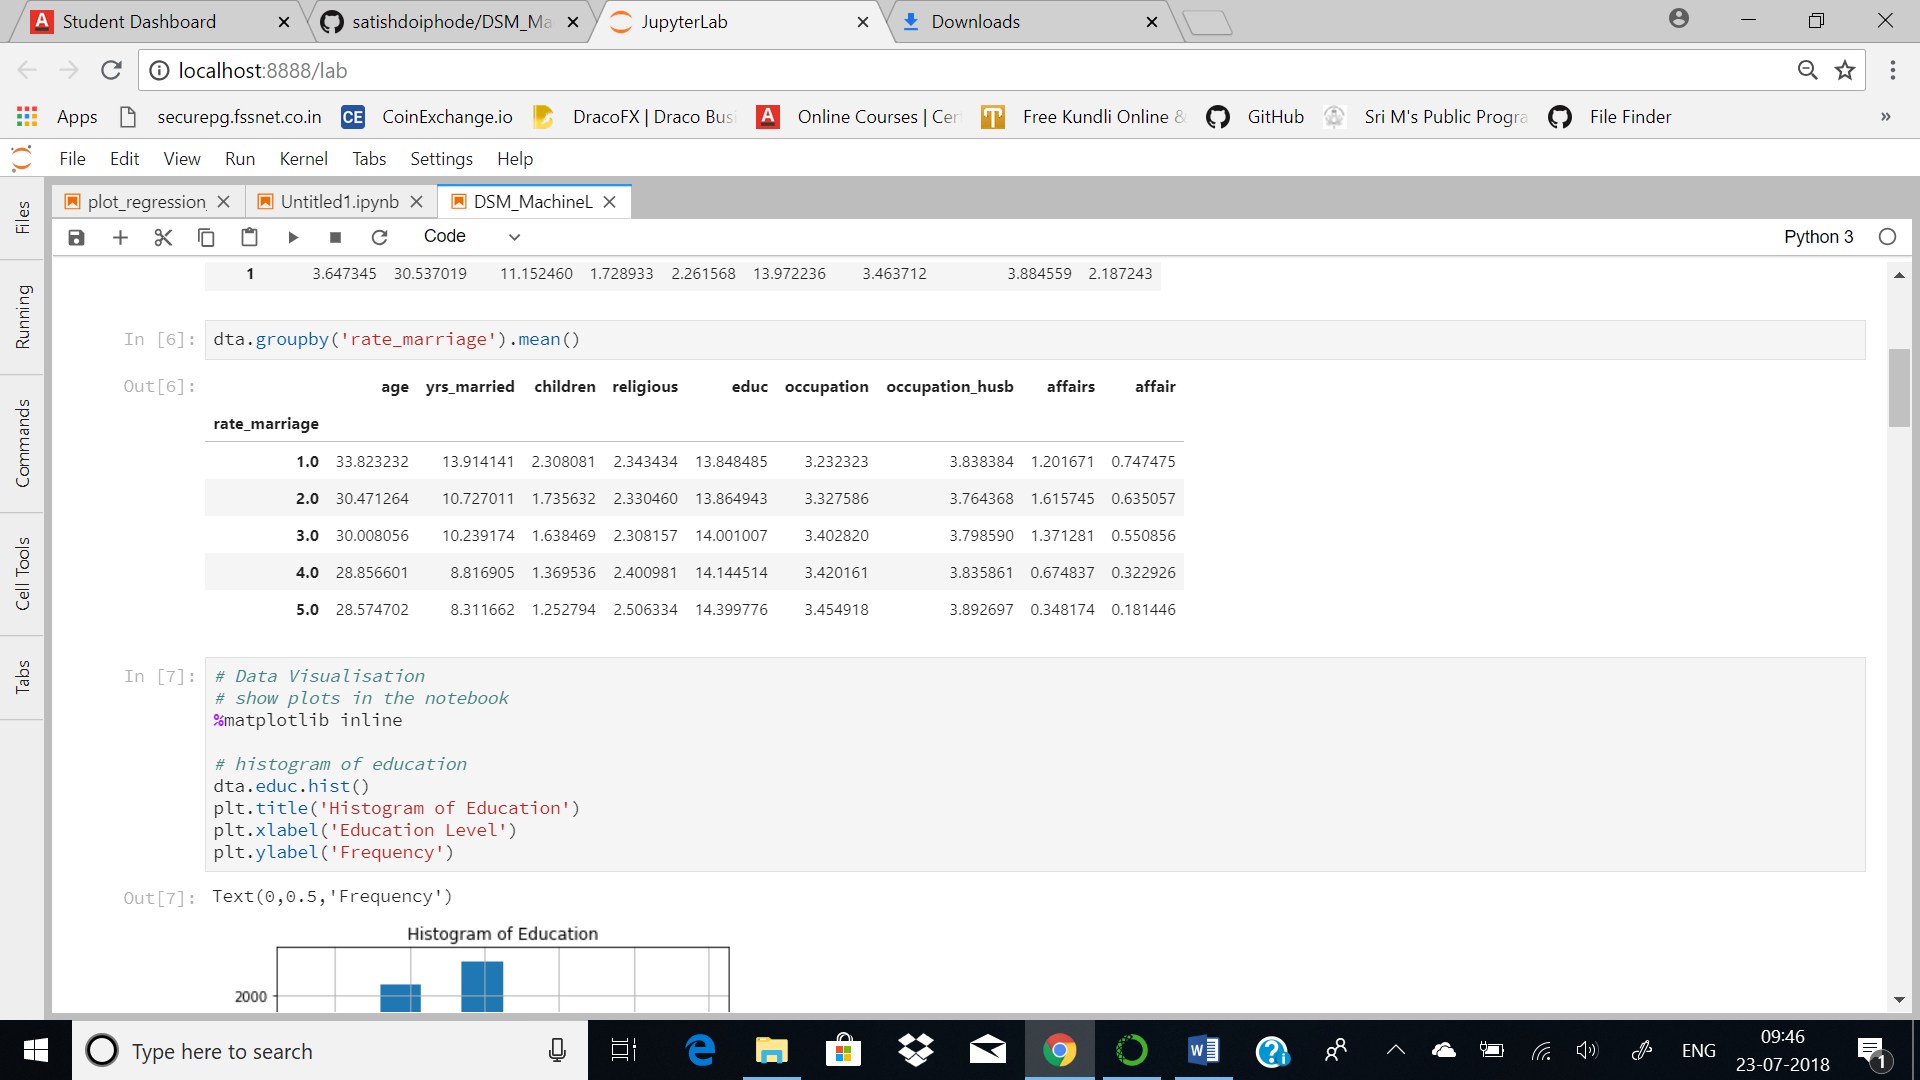 Student Dashboard
satishdoiphode/DSM_Ma
JupyterLab
Downloads
localhost:8888/lab
Apps securepg.fssnet.co.in CE CoinExchange.io DracoFX | Draco Busi Online Courses | Cer Free Kundli Online & GitHub Sri M's Public Progra File Finder »
File Edit View Run Kernel Tabs Settings Help
Files
Running
Commands
Cell Tools
Tabs
plot_regression Untitled1.ipynb DSM_MachineL
Code Python 3
1 3.647345 30.537019 11.152460 1.728933 2.261568 13.972236 3.463712 3.884559 2.187243
In [6]: dta.groupby('rate_marriage').mean()
Out[6]: age yrs_married children religious educ occupation occupation_husb affairs affair
rate_marriage
1.0 33.823232 13.914141 2.308081 2.343434 13.848485 3.232323 3.838384 1.201671 0.747475
2.0 30.471264 10.727011 1.735632 2.330460 13.864943 3.327586 3.764368 1.615745 0.635057
3.0 30.008056 10.239174 1.638469 2.308157 14.001007 3.402820 3.798590 1.371281 0.550856
4.0 28.856601 8.816905 1.369536 2.400981 14.144514 3.420161 3.835861 0.674837 0.322926
5.0 28.574702 8.311662 1.252794 2.506334 14.399776 3.454918 3.892697 0.348174 0.181446
In [7]: # Data Visualisation
# show plots in the notebook
%matplotlib inline
# histogram of education
dta.educ.hist()
plt.title('Histogram of Education')
plt.xlabel('Education Level')
plt.ylabel('Frequency')
Out[7]: Text(0,0.5,'Frequency')
Histogram of Education
2000
Type here to search
ENG
09:46
23-07-2018
1